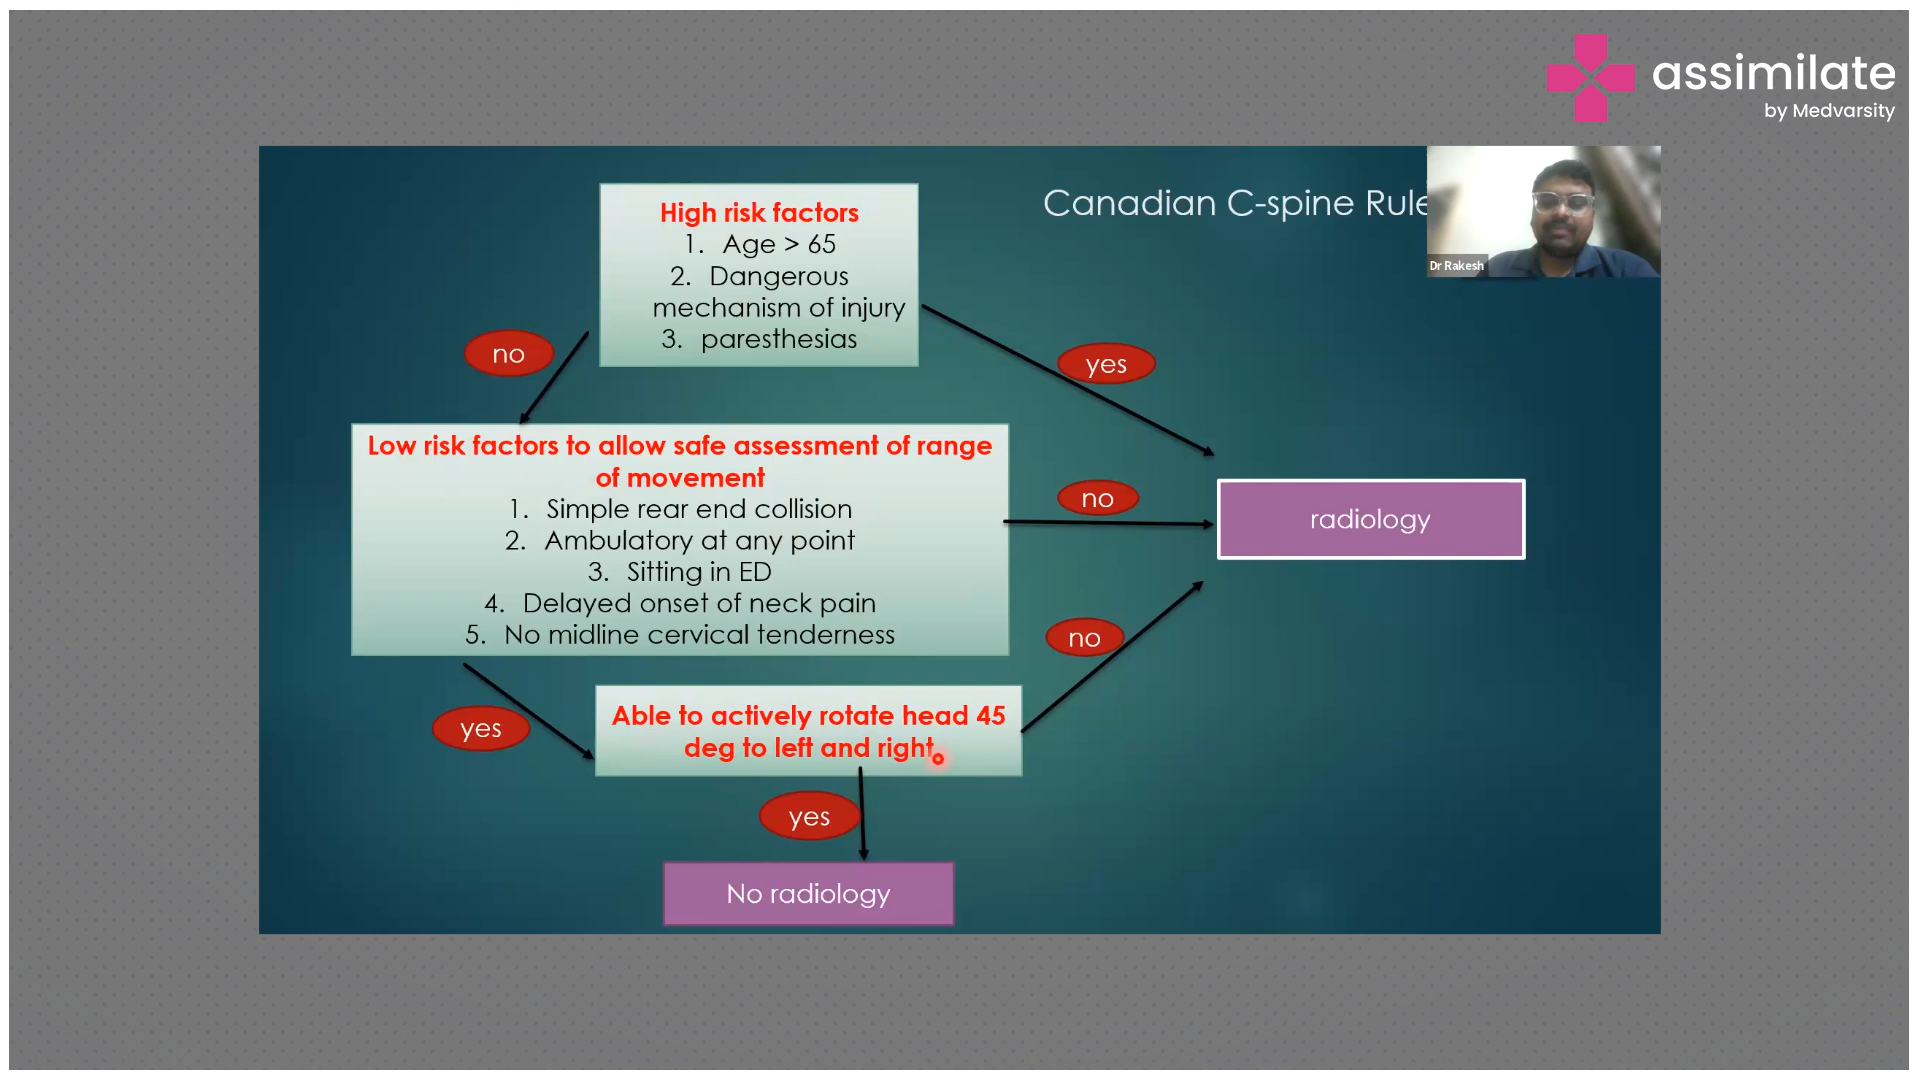 assimilate
by Medvarsity
Canadian C-spine Rule
Dr Rakesh
High risk factors
1. Age > 65
2. Dangerous
mechanism of injury
3. paresthesias
no
yes
Low risk factors to allow safe assessment of range
of movement
1. Simple rear end collision
2. Ambulatory at any point
3. Sitting in ED
4. Delayed onset of neck pain
5. No midline cervical tenderness
no
radiology
no
yes
Able to actively rotate head 45
deg to left and right
yes
No radiology